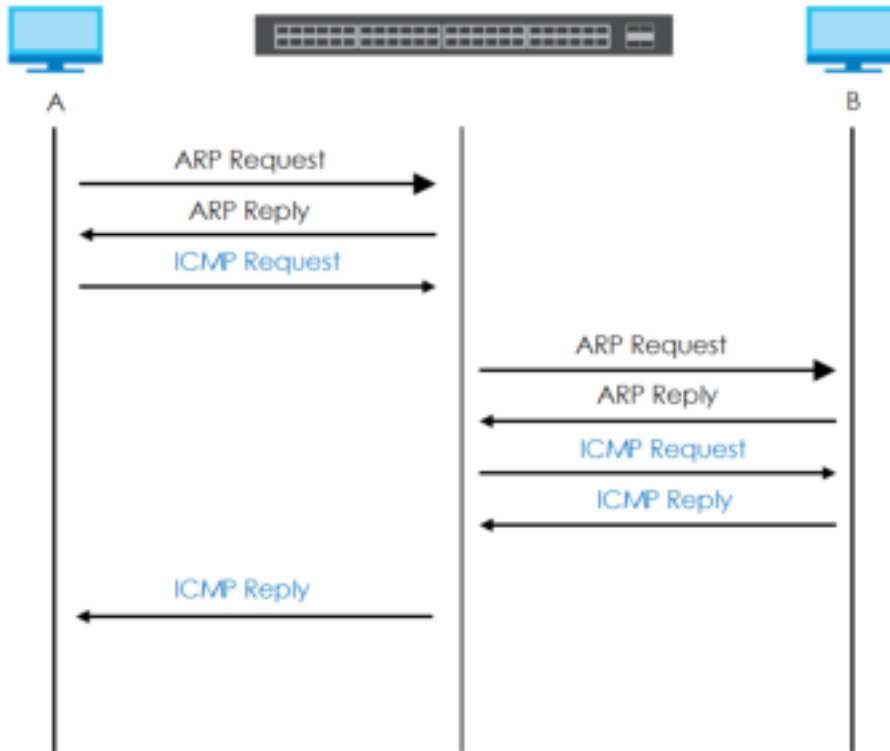 A
B
ARP Request
ARP Reply
ICMP Request
ARP Request
ARP Reply
ICMP Request
ICMP Reply
ICMP Reply